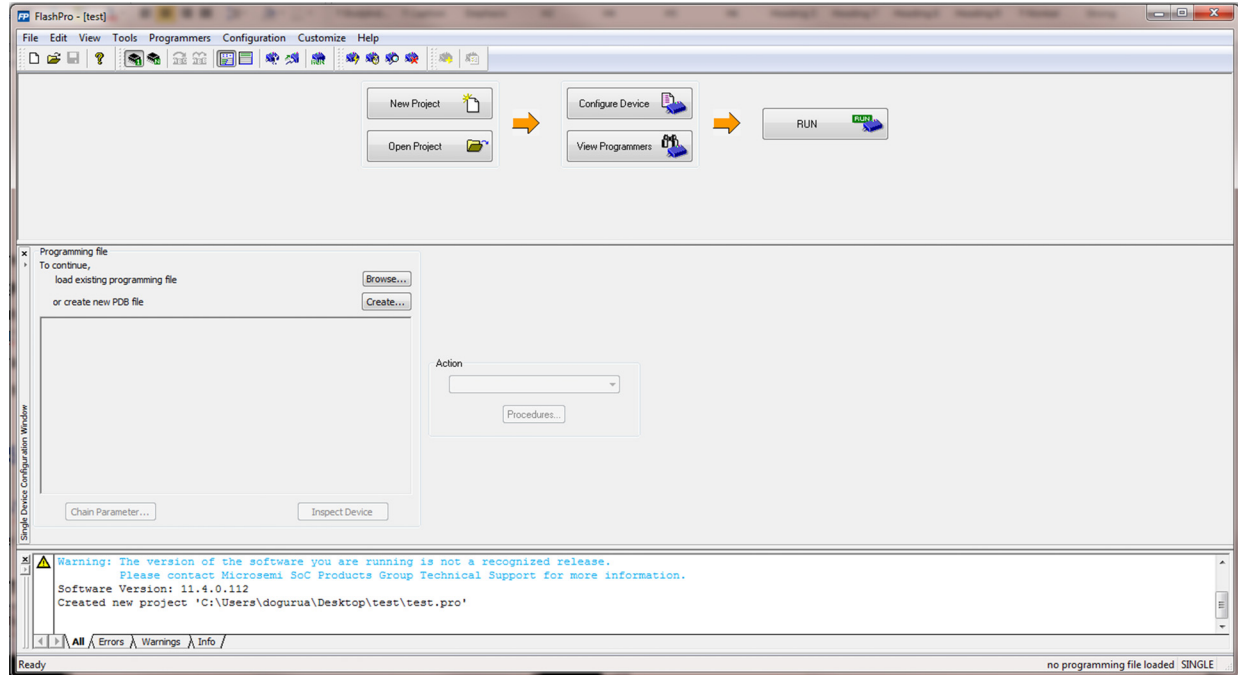 FP FlashPro - [test]
File Edit View Tools Programmers Configuration Customize Help
New Project
Configure Device
RUN
RUN
Open Project
View Programmers
Programming file
To continue,
load existing programming file
Browse...
or create new PDB file
Create...
Action
Procedures...
Chain Parameter...
Inspect Device
Single Device Configuration Window
Warning: The version of the software you are running is not a recognized release.
Please contact Microsemi SoC Products Group Technical Support for more information.
Software Version: 11.4.0.112
Created new project 'C:\Users\dogurua\Desktop\test\test.pro'
All Errors Warnings Info
Ready
no programming file loaded SINGLE